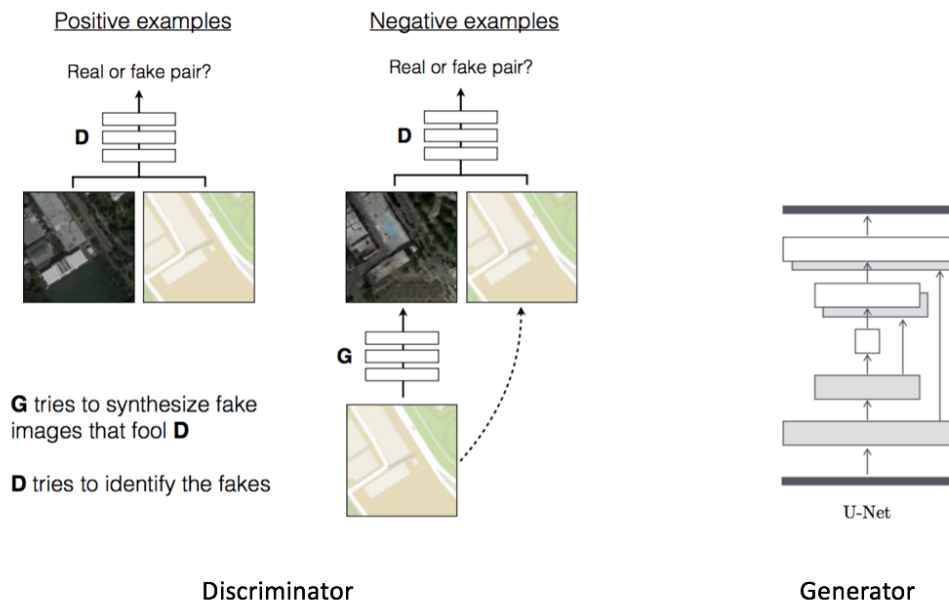 Positive examples
Negative examples
Real or fake pair?
Real or fake pair?
D
D
G
G tries to synthesize fake
images that fool D
D tries to identify the fakes
U-Net
Discriminator
Generator